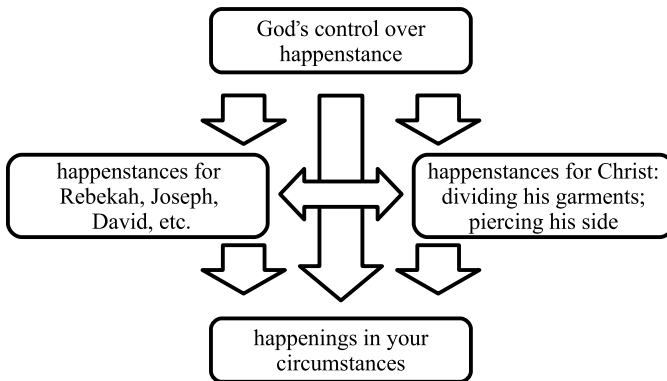 God’s control over
happenstance
happenstances for
Rebekah, Joseph,
David, etc.
happenstances for Christ:
dividing his garments;
piercing his side
happenings in your
circumstances